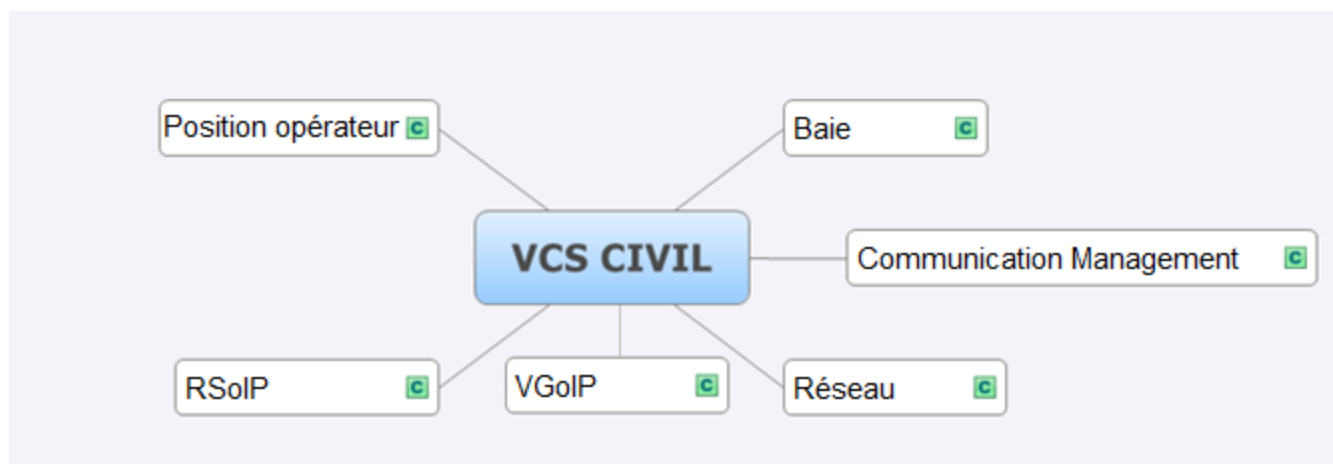 Position opérateur C
Baie C
VCS CIVIL
Communication Management C
RSoIP C
VGoIP C
Réseau C